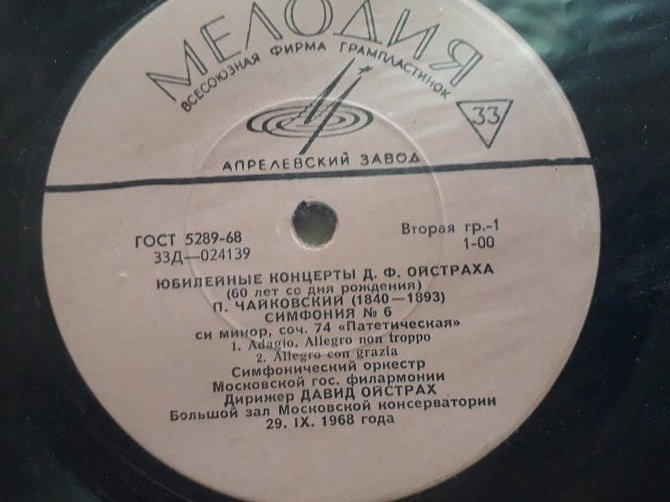 МЕЛОДИЯ
ВСЕСОЮЗНАЯ ФИРМА ГРАМПЛАСТИНОК
33
АПРЕЛЕВСКИЙ ЗАВОД
ГОСТ 5289-68
33Д—024139
Вторая гр.-1
1-00
ЮБИЛЕЙНЫЕ КОНЦЕРТЫ Д. Ф. ОЙСТРАХА
(60 лет со дня рождения)
П. ЧАЙКОВСКИЙ (1840—1893)
СИМФОНИЯ № 6
си минор, соч. 74 «Патетическая»
1. Adagio. Allegro non troppo
2. Allegro con grazia
Симфонический оркестр
Московской гос. филармонии
Дирижер ДАВИД ОЙСТРАХ
Большой зал Московской консерватории
29. IX. 1968 года